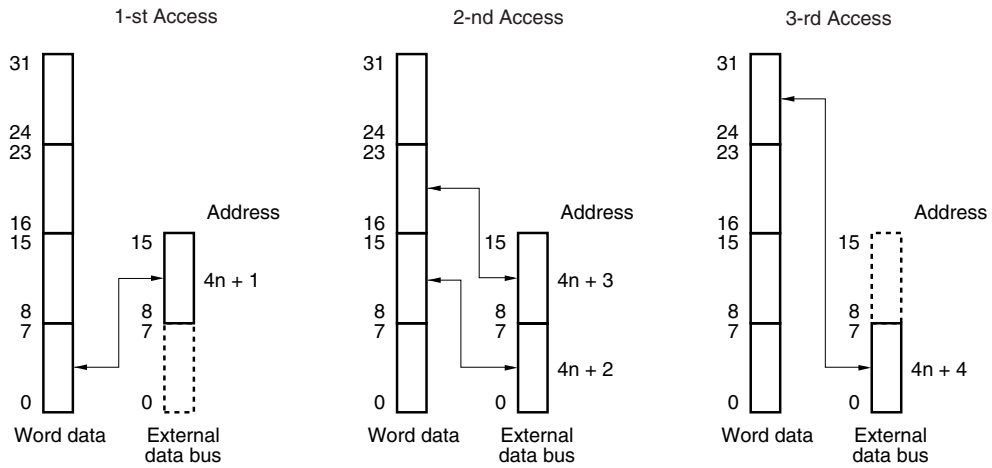 1-st Access
31
24
23
16
15
8
7
0
Address
15
4n + 1
8
7
0
Word data
External
data bus
2-nd Access
31
24
23
16
15
8
7
0
Address
15
4n + 3
8
7
4n + 2
0
Word data
External
data bus
3-rd Access
31
24
23
16
15
8
7
0
Address
15
8
7
4n + 4
0
Word data
External
data bus